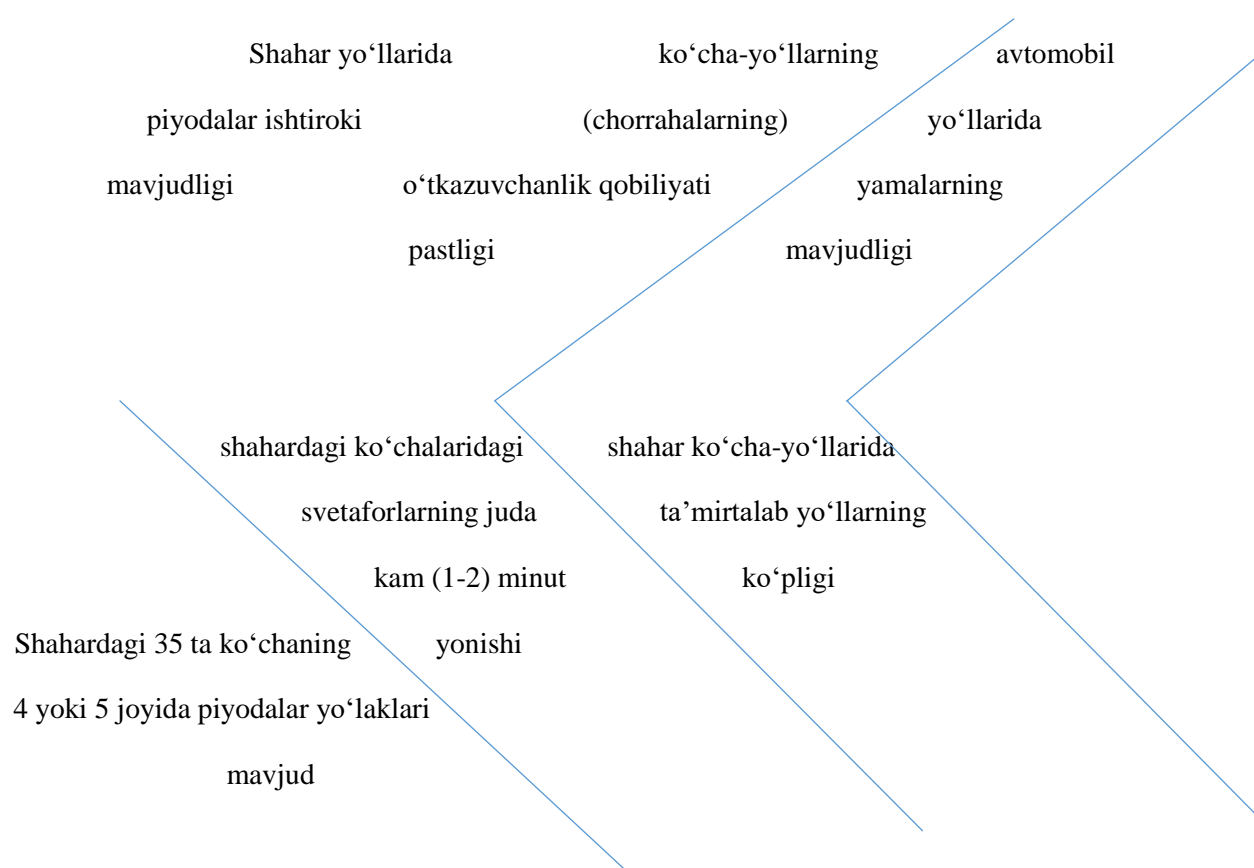 Shahar yo‘llarida
piyodalar ishtiroki
mavjudligi
ko‘cha-yo‘llarning
(chorrahalarning)
o‘tkazuvchanlik qobiliyati
pastligi
avtomobil
yo‘llarida
yamalarning
mavjudligi
Shahardagi 35 ta ko‘chaning
4 yoki 5 joyida piyodalar yo‘laklari
mavjud
shahardagi ko‘chalaridagi
svetaforlarning juda
kam (1-2) minut
yonishi
shahar ko‘cha-yo‘llarida
ta’mirtalab yo‘llarning
ko‘pligi